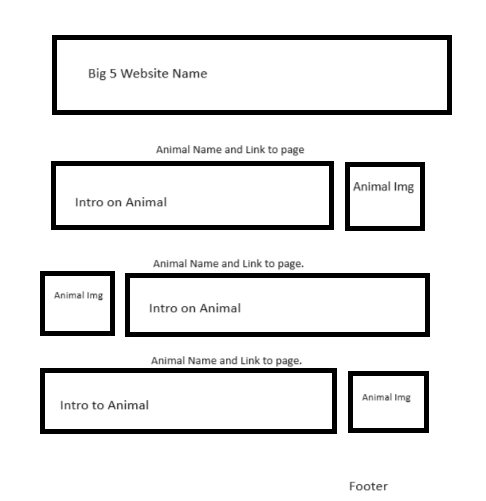 Big 5 Website Name
Animal Name and Link to page
Intro on Animal
Animal Img
Animal Name and Link to page.
Animal Img
Intro on Animal
Animal Name and Link to page.
Intro to Animal
Animal Img
Footer